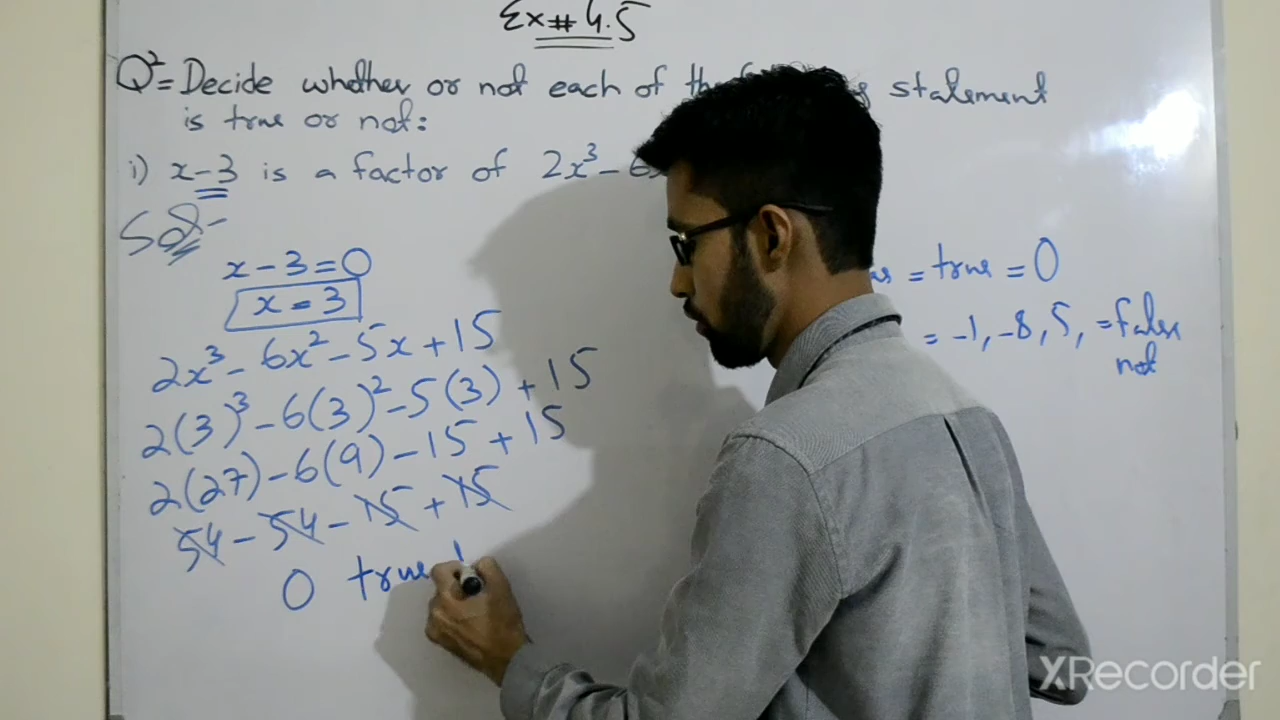 Ex # 4.5
Q2= Decide whether or not each of the statement
is true or not:
i) x-3 is a factor of 2x³ - 6
Sol:-
x - 3 = 0
x = 3
2x³ - 6x² - 5x + 15
2(3)³ - 6(3)² - 5(3) + 15
2(27) - 6(9) - 15 + 15
54 - 54 - 15 + 15
0 true
= true = 0
= -1, -8, 5, = false
not
XRecorder